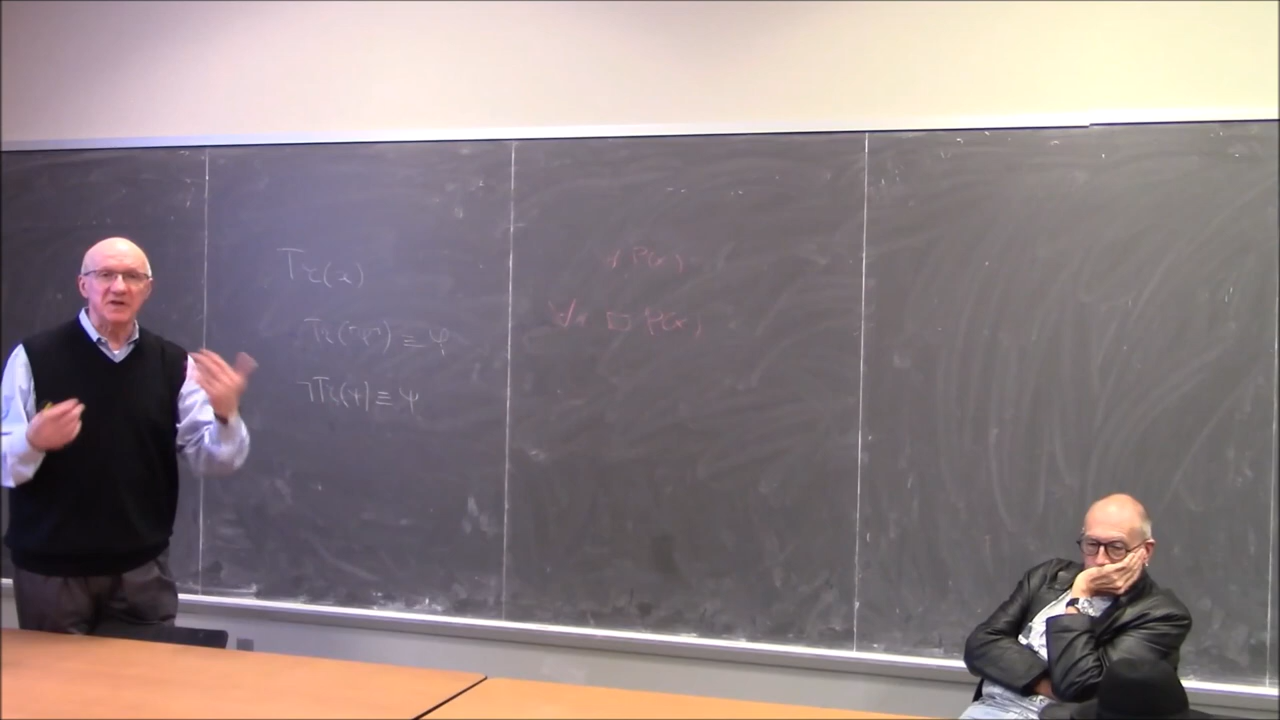 Tr(x)
Tr(⌜φ⌝) ≡ φ
¬Tr(ψ) ≡ ψ
∀ P(x)
∀x □ P(x)